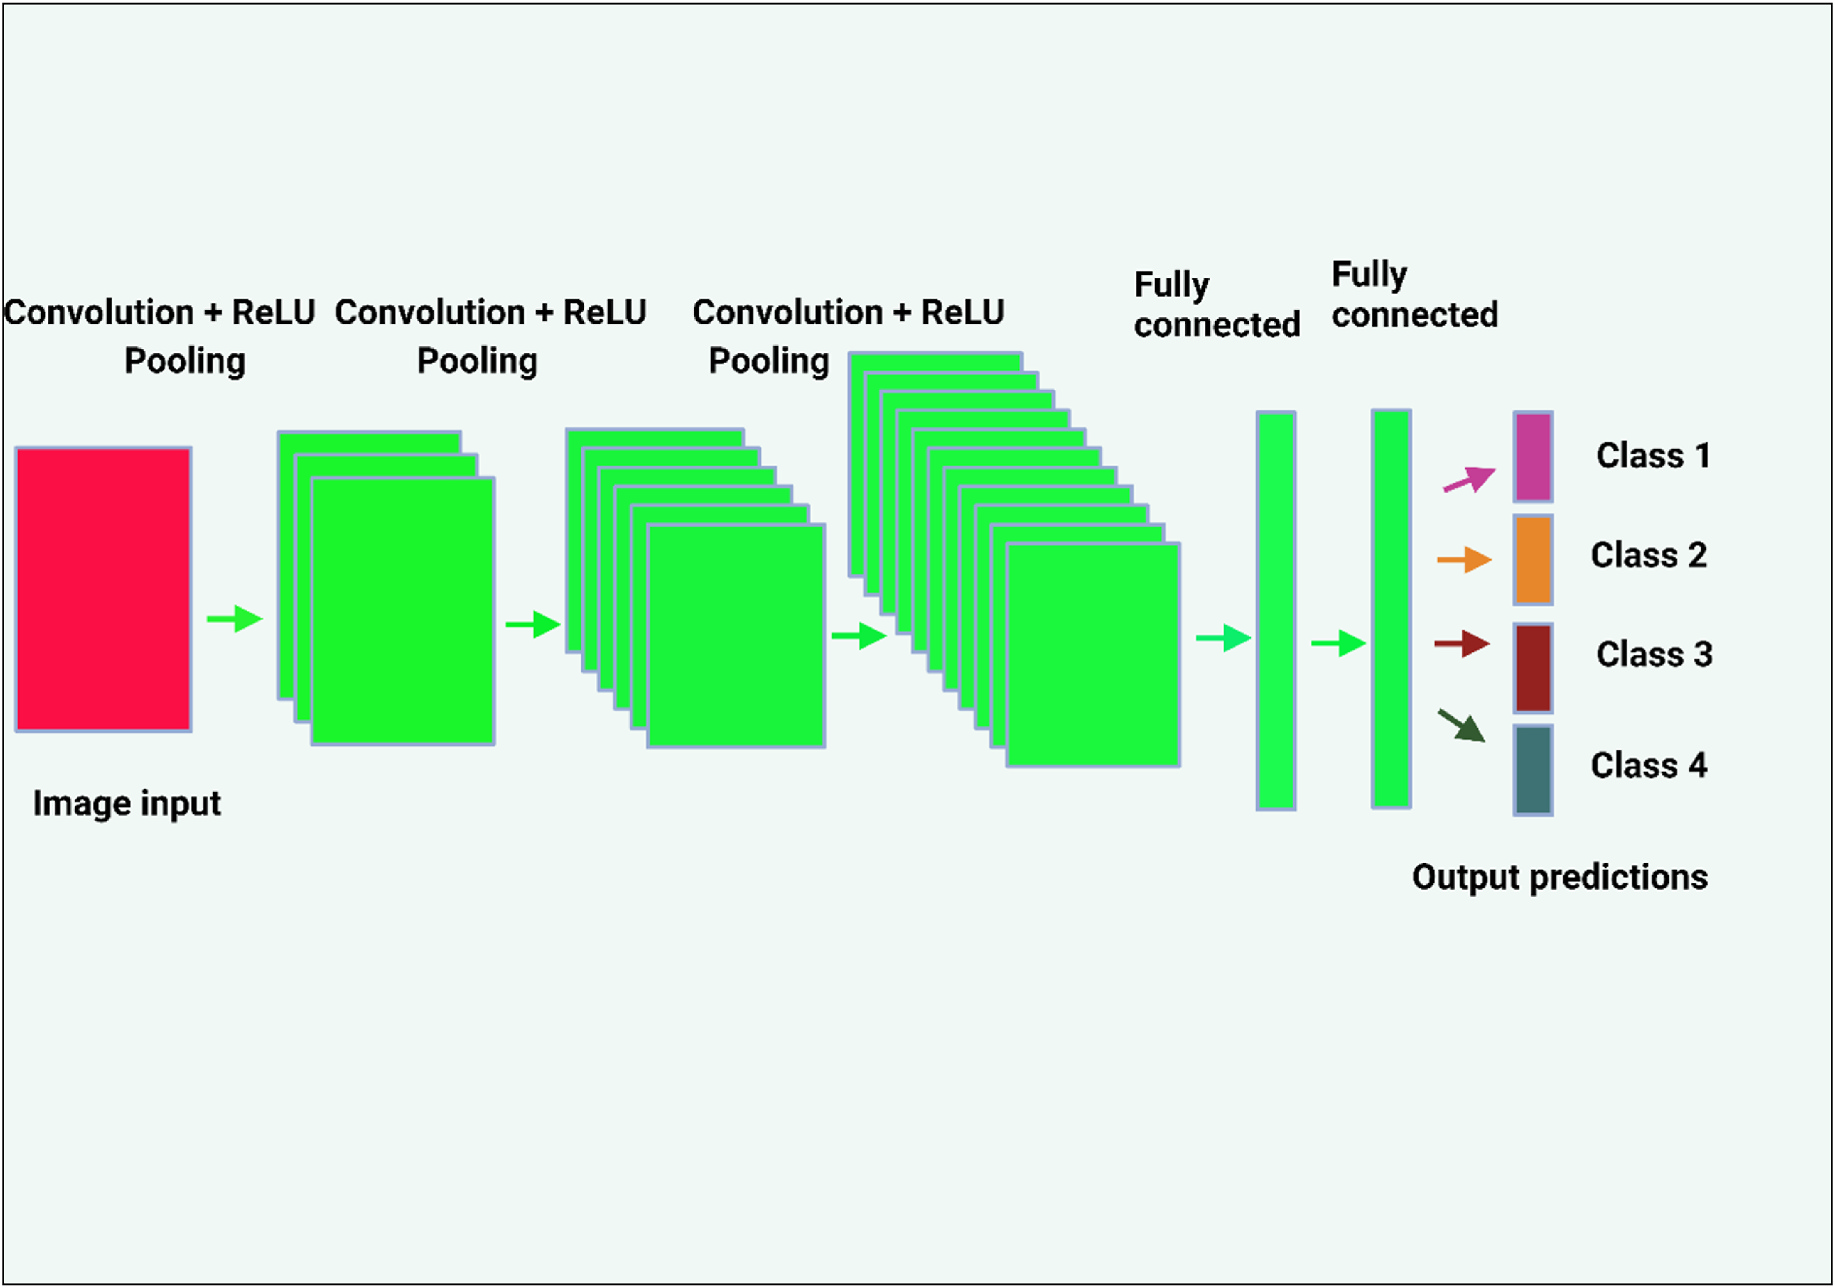 Convolution + ReLU
Pooling
Convolution + ReLU
Pooling
Convolution + ReLU
Pooling
Fully
connected
Fully
connected
Class 1
Class 2
Class 3
Class 4
Image input
Output predictions